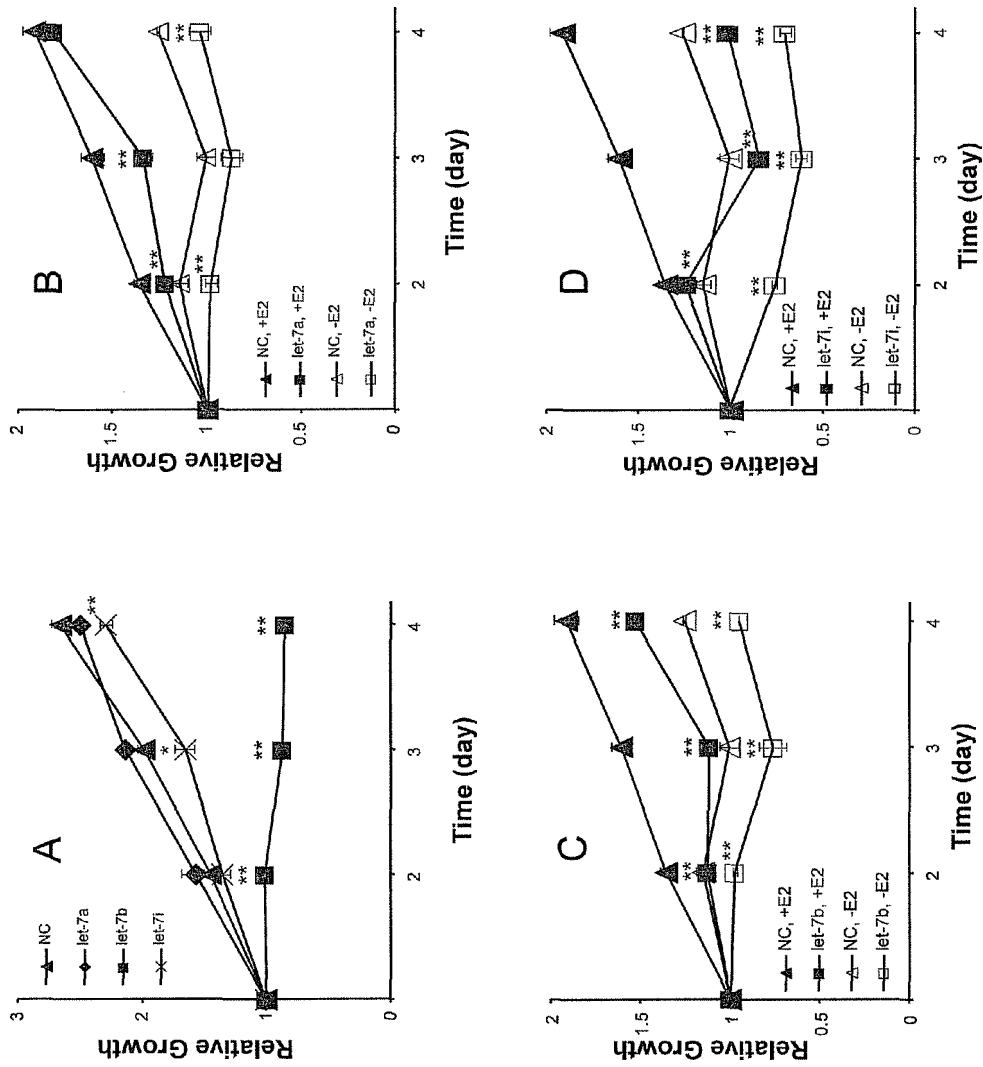 A
NC
let-7a
let-7b
let-7i
Relative Growth
3
2
1
0
**
*
**
**
**
2
3
4
Time (day)
B
NC, +E2
let-7a, +E2
NC, -E2
let-7a, -E2
Relative Growth
2
1.5
1
0.5
0
**
**
**
**
2
3
4
Time (day)
C
NC, +E2
let-7b, +E2
NC, -E2
let-7b, -E2
Relative Growth
2
1.5
1
0.5
0
**
**
**
**
**
**
2
3
4
Time (day)
D
NC, +E2
let-7i, +E2
NC, -E2
let-7i, -E2
Relative Growth
2
1.5
1
0.5
0
**
**
**
**
**
2
3
4
Time (day)